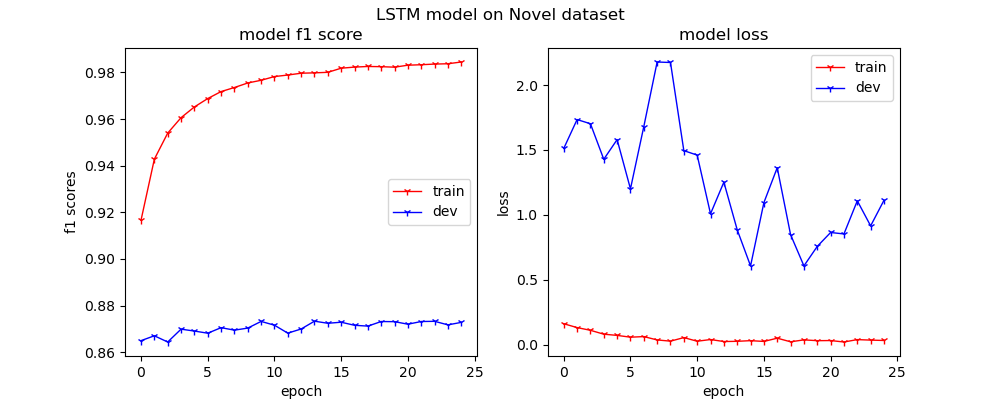 LSTM model on Novel dataset
model f1 score
f1 scores
0.98
0.96
0.94
0.92
0.90
0.88
0.86
train
dev
0 5 10 15 20 25
epoch
model loss
loss
2.0
1.5
1.0
0.5
0.0
train
dev
0 5 10 15 20 25
epoch